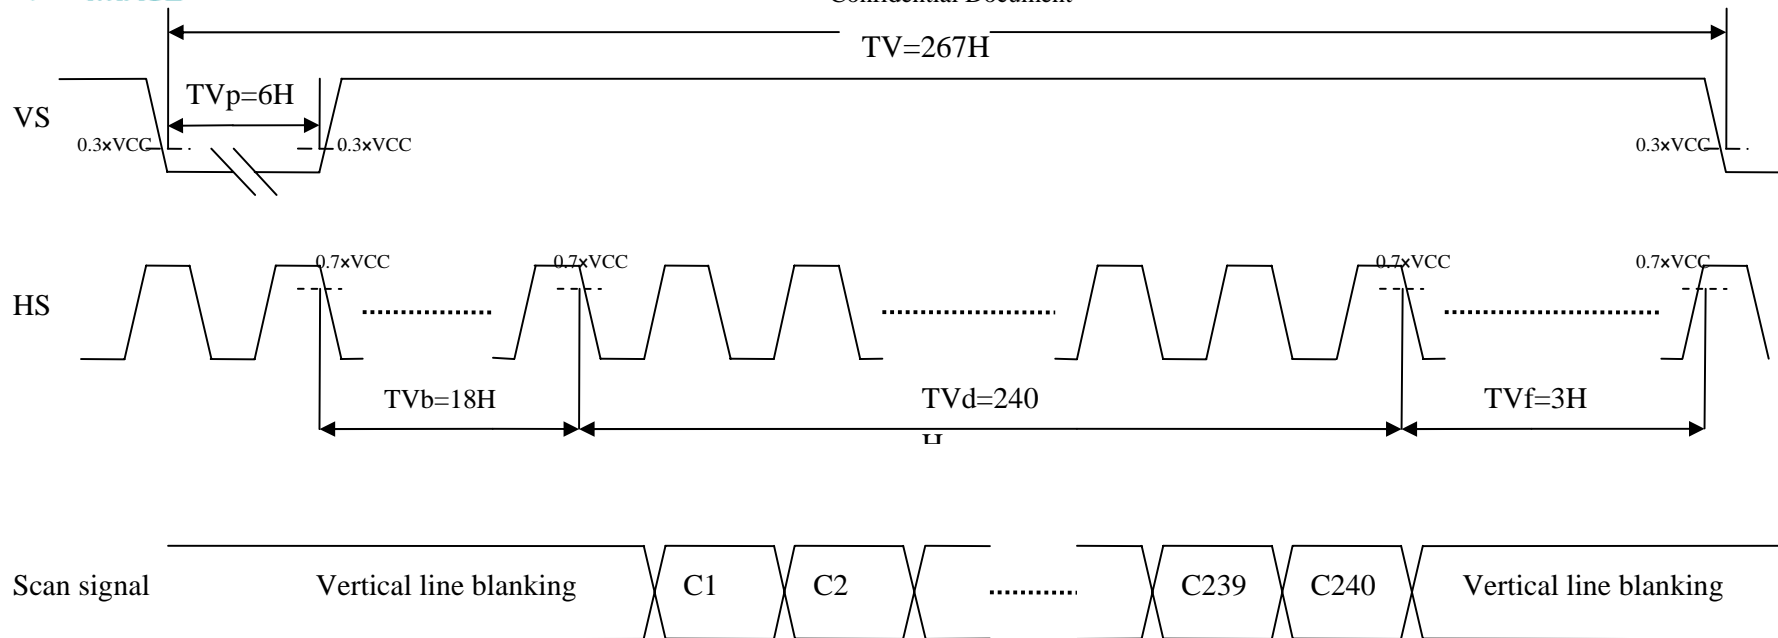 Confidential Document
TV=267H
TVp=6H
VS
0.3×VCC
0.3×VCC
0.3×VCC
0.7×VCC
0.7×VCC
0.7×VCC
0.7×VCC
HS
TVb=18H
TVd=240
H
TVf=3H
Scan signal
Vertical line blanking
C1
C2
C239
C240
Vertical line blanking